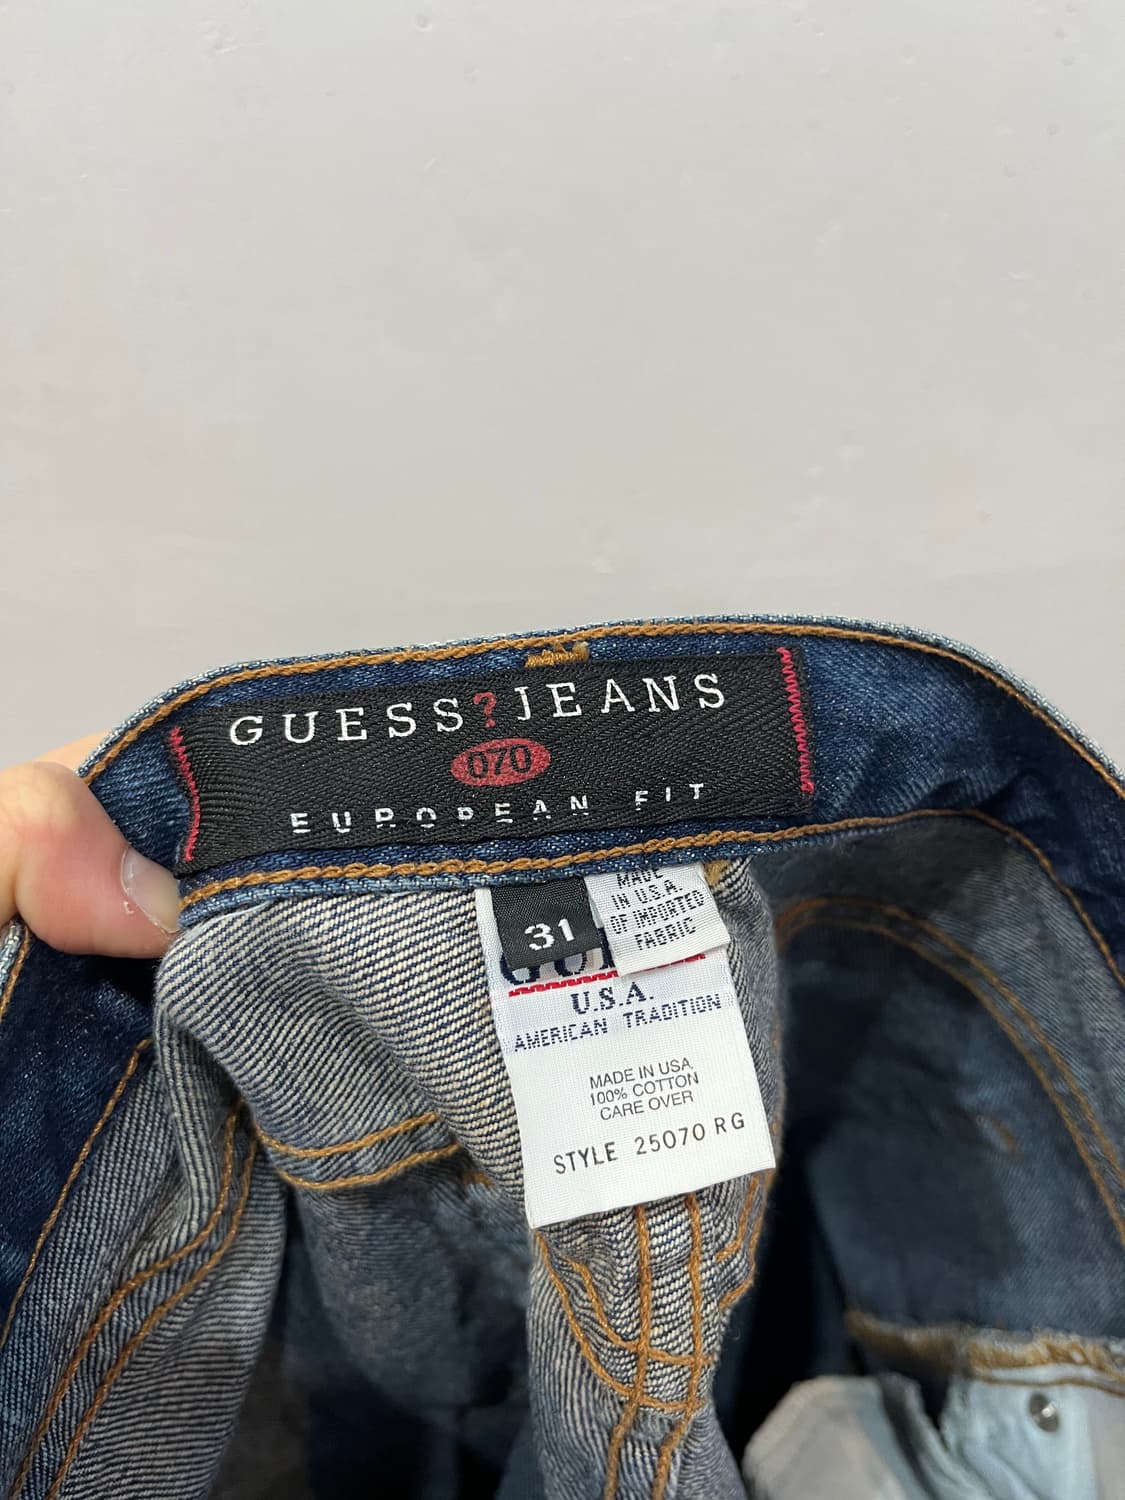 GUESS?JEANS
070
EUROPEAN FIT
31
MADE
IN U.S.A.
OF IMPORTED
FABRIC
U.S.A.
AMERICAN TRADITION
MADE IN USA
100% COTTON
CARE OVER
STYLE 25070 RG